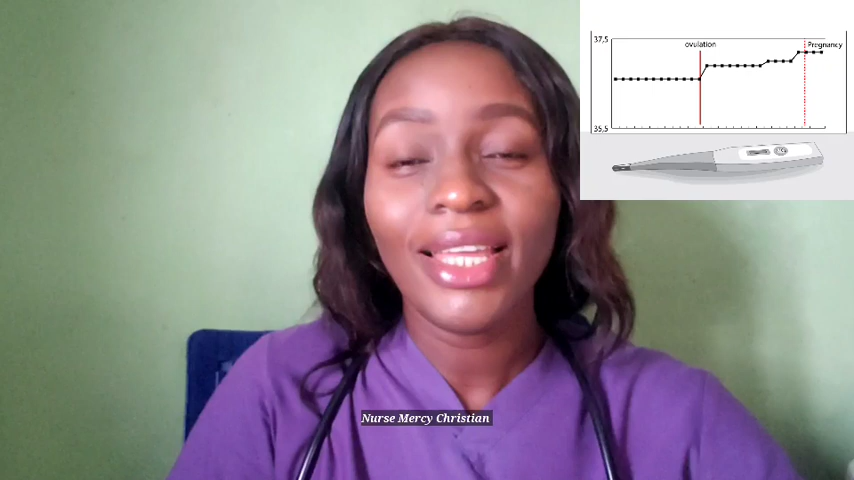 37,5
ovulation
Pregnancy
35,5
Nurse Mercy Christian